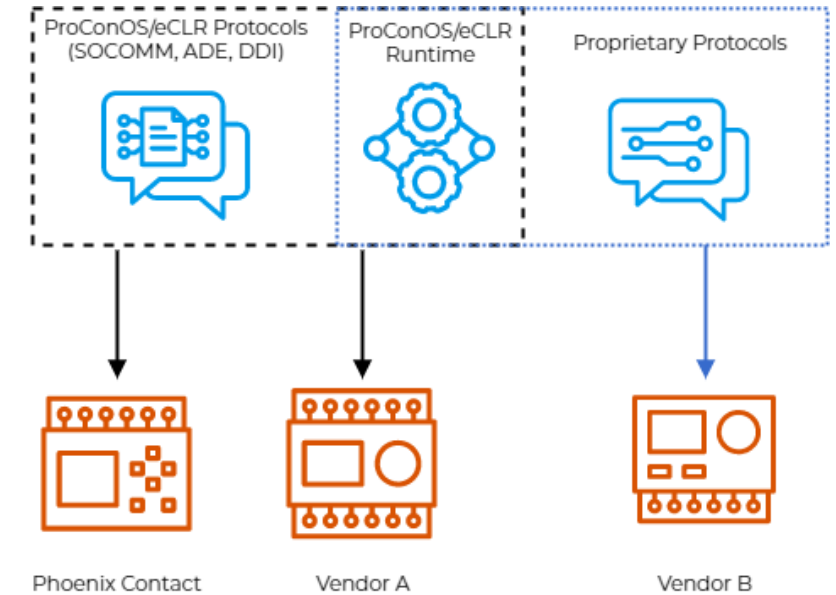 ProConOS/eCLR Protocols
(SOCOMM, ADE, DDI)
ProConOS/eCLR
Runtime
Proprietary Protocols
Phoenix Contact
Vendor A
Vendor B